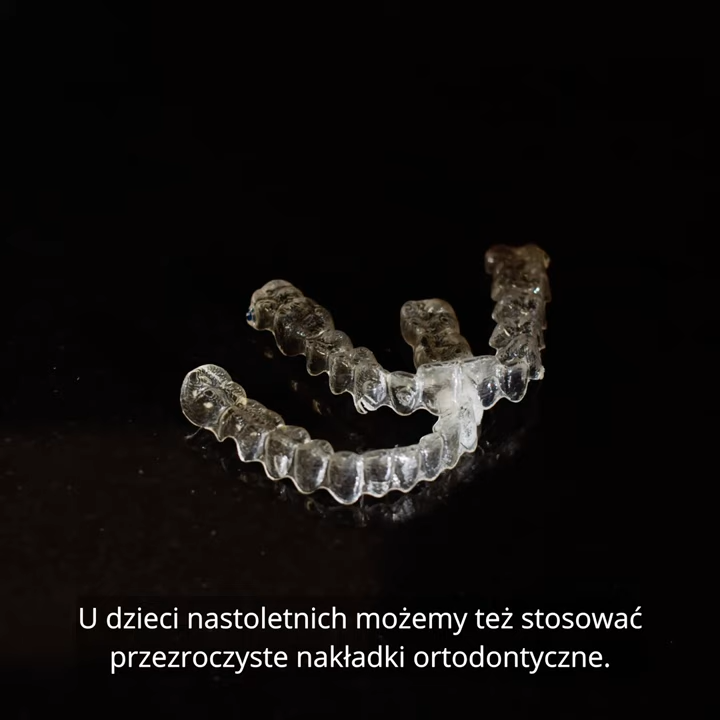 U dzieci nastoletnich możemy też stosować
przezroczyste nakładki ortodontyczne.